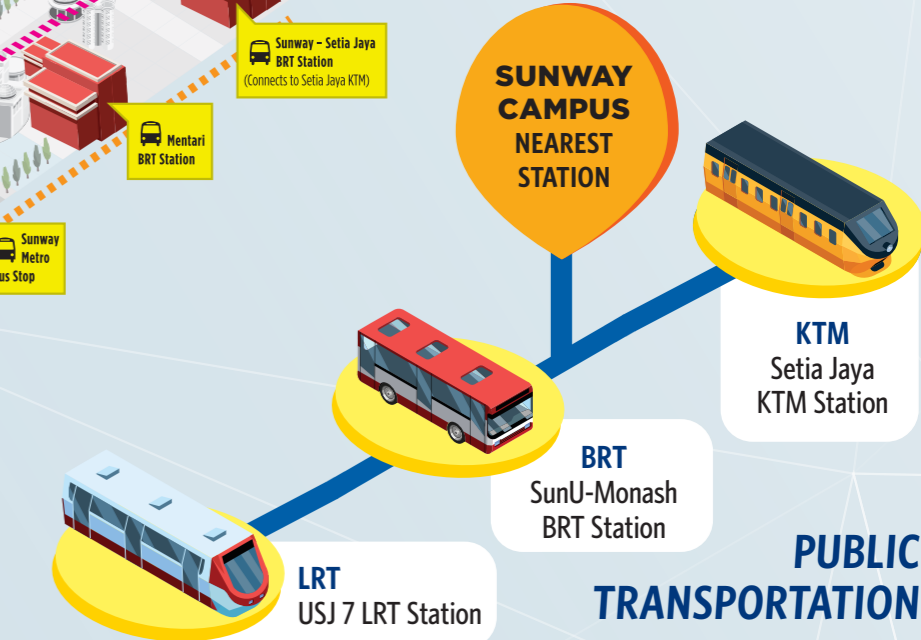 Sunway – Setia Jaya
BRT Station
(Connects to Setia Jaya KTM)
Mentari
BRT Station
Sunway
Metro
us Stop
SUNWAY
CAMPUS
NEAREST
STATION
KTM
Setia Jaya
KTM Station
BRT
SunU-Monash
BRT Station
LRT
USJ 7 LRT Station
PUBLIC
TRANSPORTATION